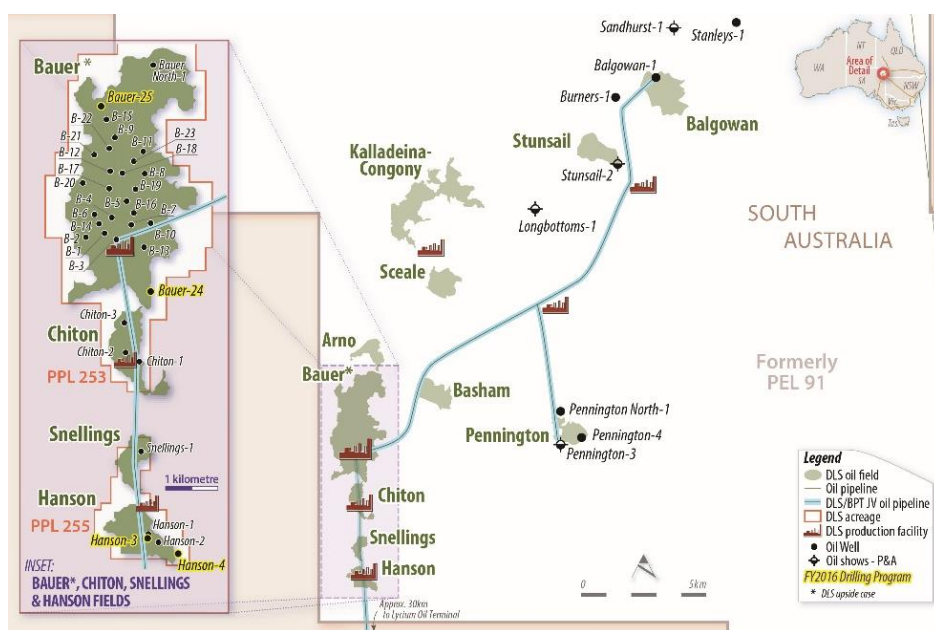 Bauer*
Bauer
North-1
Bauer-25
B-22
B-15
B-9
B-21
B-11
B-23
B-12
B-18
B-17
B-8
B-20
B-19
B-4
B-5
B-16
B-6
B-7
B-14
B-2
B-10
B-1
B-13
B-3
Bauer-24
Chiton-3
Chiton
Chiton-2
Chiton-1
PPL 253
Snellings
Snellings-1
1 kilometre
Hanson
Hanson-1
PPL 255
Hanson-3
Hanson-2
Hanson-4
INSET:
BAUER*, CHITON, SNELLINGS
& HANSON FIELDS
Sandhurst-1
Stanleys-1
Balgowan-1
Burners-1
Balgowan
Stunsail
Stunsail-2
Kalladeina-
Congony
Longbottoms-1
Sceale
SOUTH
AUSTRALIA
Arno
Bauer*
Basham
Formerly
PEL 91
Pennington North-1
Pennington
Pennington-4
Pennington-3
Chiton
Snellings
Hanson
Approx. 30km
to Lycium Oil Terminal
0
5km
WA
NT
QLD
Area of
Detail
SA
NSW
Vic
Tas
Legend
DLS oil field
Oil pipeline
DLS/BPT JV oil pipeline
DLS acreage
DLS production facility
Oil Well
Oil shows - P&A
FY2016 Drilling Program
* DLS upside case